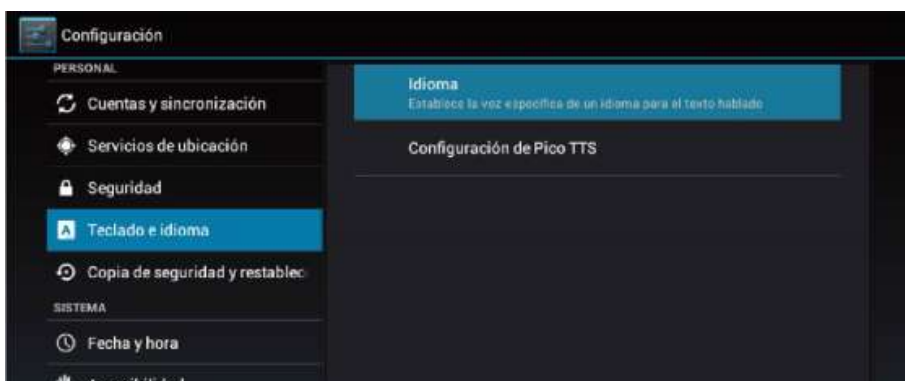 Configuración
PERSONAL
Cuentas y sincronización
Servicios de ubicación
Seguridad
A Teclado e idioma
Copia de seguridad y restablec
SISTEMA
Fecha y hora
Idioma
Establece la voz específica de un idioma para el texto hablado
Configuración de Pico TTS